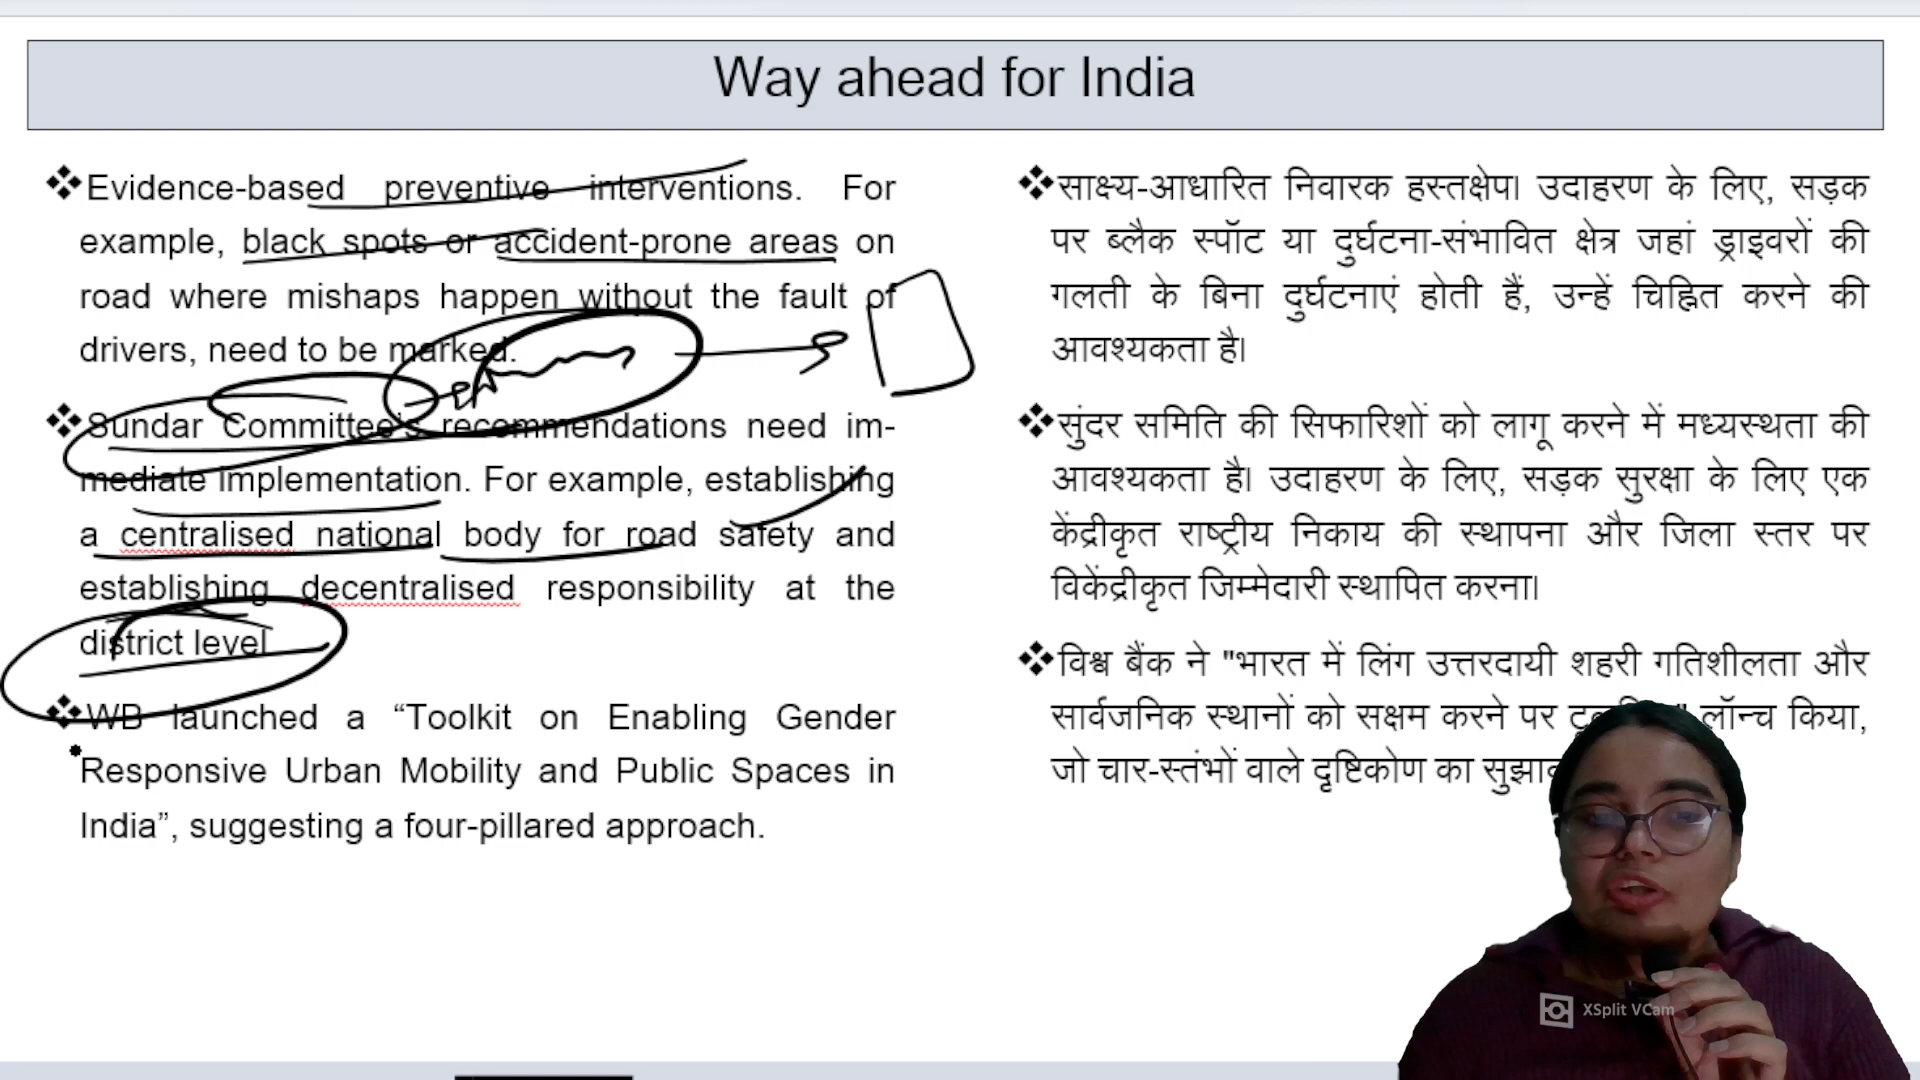 Way ahead for India
❖Evidence-based preventive interventions. For
example, black spots or accident-prone areas on
road where mishaps happen without the fault of
drivers, need to be marked.
❖Sundar Committee's recommendations need im-
mediate implementation. For example, establishing
a centralised national body for road safety and
establishing decentralised responsibility at the
district level
❖WB launched a “Toolkit on Enabling Gender
Responsive Urban Mobility and Public Spaces in
India”, suggesting a four-pillared approach.
❖साक्ष्य-आधारित निवारक हस्तक्षेप। उदाहरण के लिए, सड़क
पर ब्लैक स्पॉट या दुर्घटना-संभावित क्षेत्र जहां ड्राइवरों की
गलती के बिना दुर्घटनाएं होती हैं, उन्हें चिह्नित करने की
आवश्यकता है।
❖सुंदर समिति की सिफारिशों को लागू करने में मध्यस्थता की
आवश्यकता है। उदाहरण के लिए, सड़क सुरक्षा के लिए एक
केंद्रीकृत राष्ट्रीय निकाय की स्थापना और जिला स्तर पर
विकेंद्रीकृत जिम्मेदारी स्थापित करना।
❖विश्व बैंक ने "भारत में लिंग उत्तरदायी शहरी गतिशीलता और
सार्वजनिक स्थानों को सक्षम करने पर लॉन्च किया,
जो चार-स्तंभों वाले दृष्टिकोण का
XSplit VCam